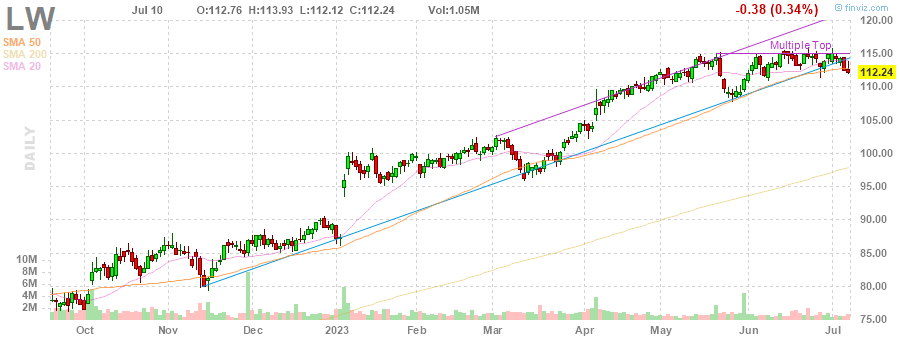 LW
Jul 10 O:112.76 H:113.93 L:112.12 C:112.24 Vol:1.05M -0.38 (0.34%)
© finviz.com
SMA 50
SMA 200
SMA 20
DAILY
Multiple Top
120.00
115.00
112.24
110.00
105.00
100.00
95.00
90.00
85.00
80.00
75.00
10M
8M
6M
4M
2M
Oct Nov Dec 2023 Feb Mar Apr May Jun Jul